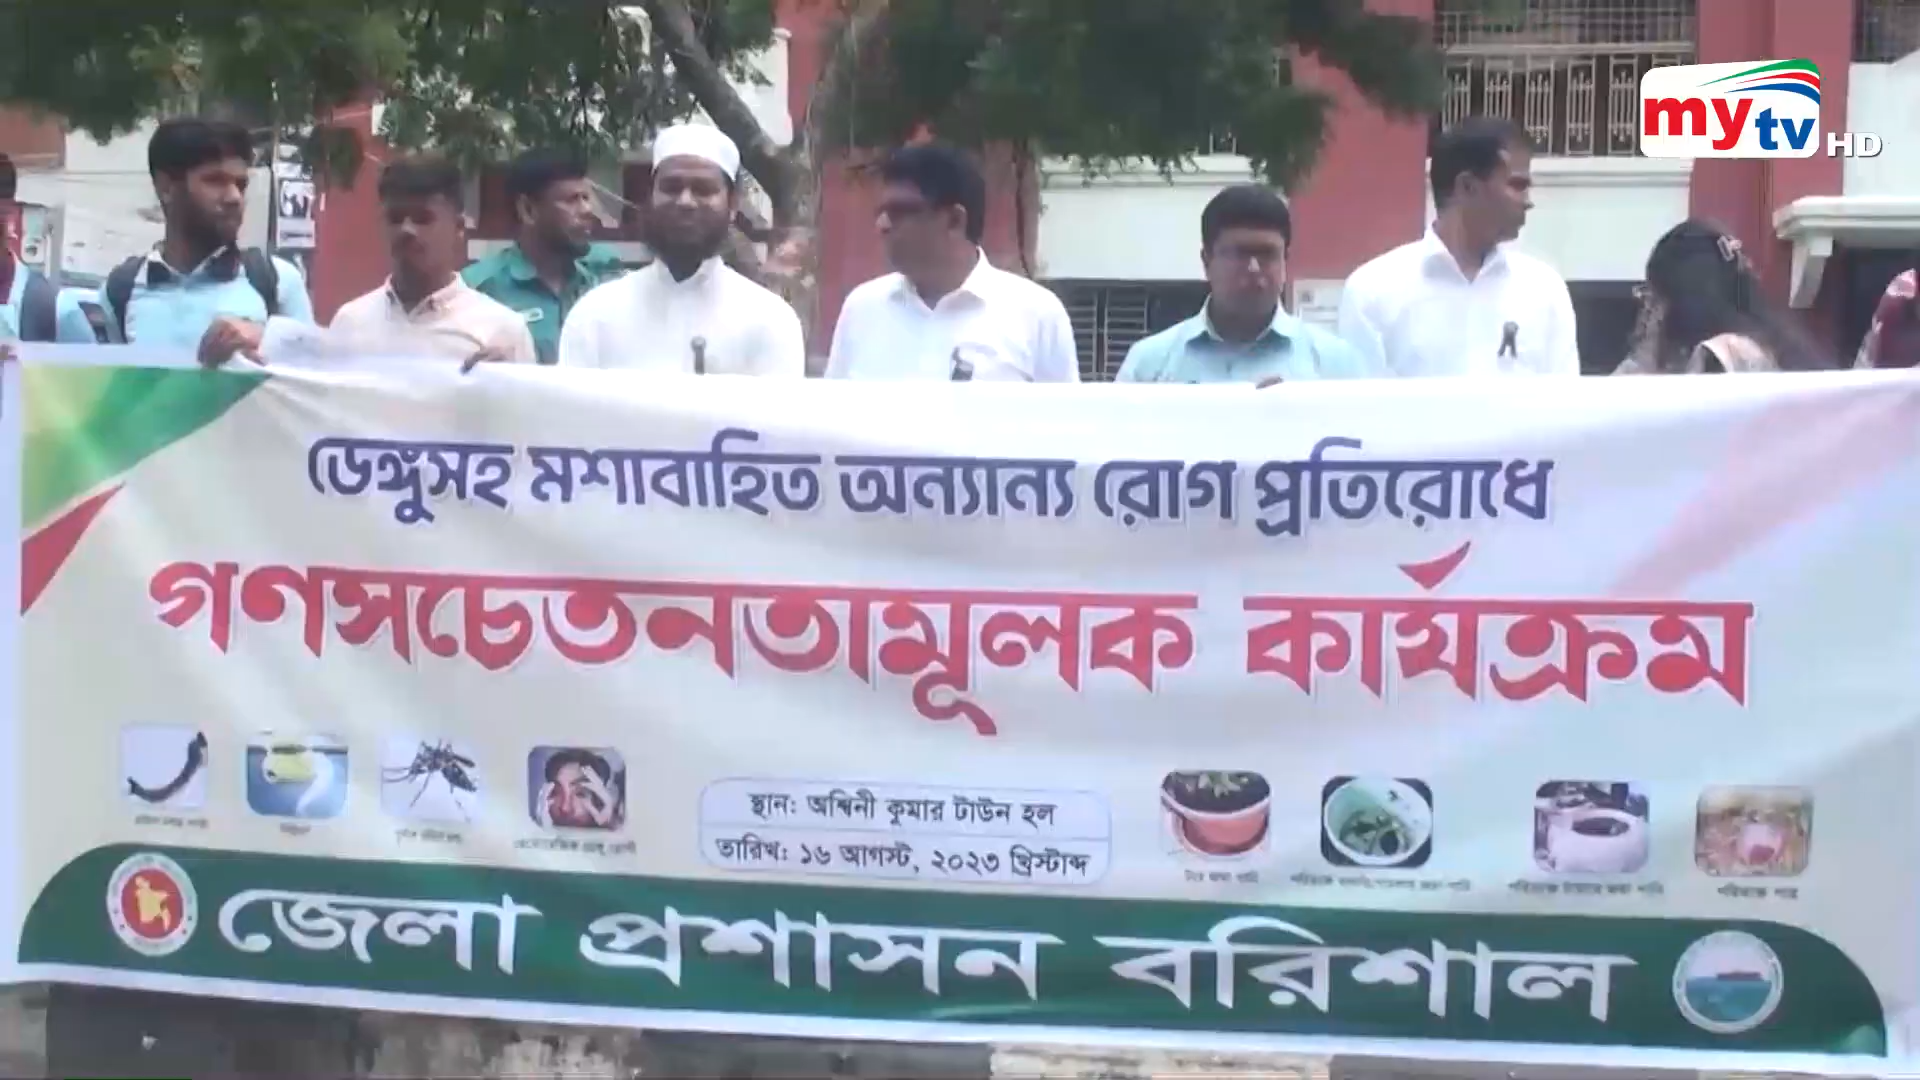 mytv HD
ডেঙ্গুসহ মশাবাহিত অন্যান্য রোগ প্রতিরোধে
গণসচেতনতামূলক কার্যক্রম
স্থান: অশ্বিনী কুমার টাউন হল
তারিখ: ১৬ আগস্ট, ২০২৩ খ্রিস্টাব্দ
জেলা প্রশাসন বরিশাল